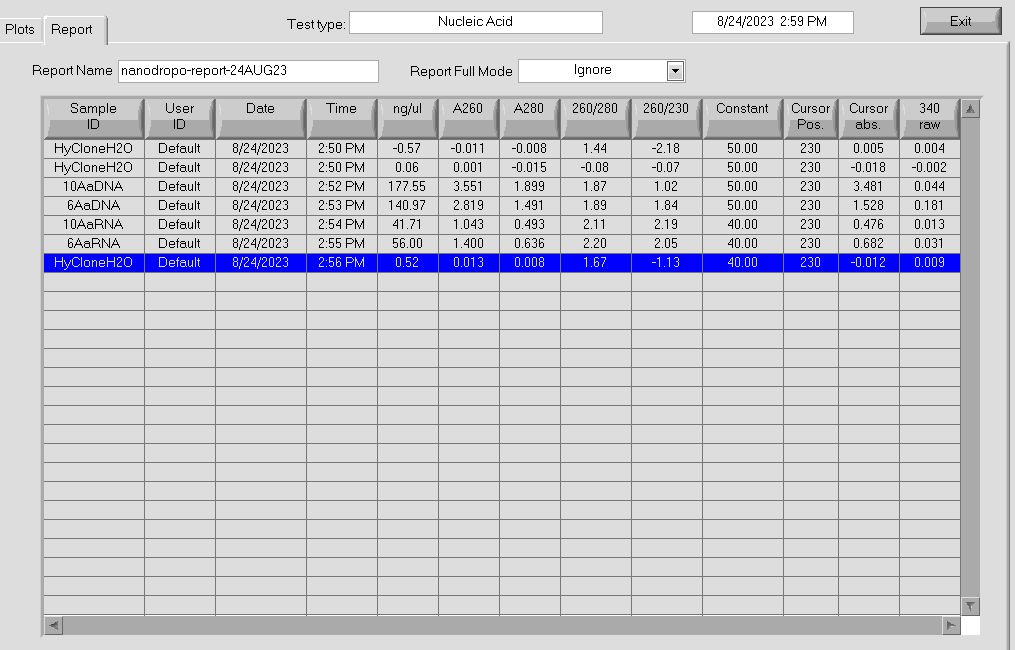 Test type: Nucleic Acid 8/24/2023 2:59 PM Exit
Plots Report
Report Name nanodropo-report-24AUG23 Report Full Mode Ignore
Sample ID User ID Date Time ng/ul A260 A280 260/280 260/230 Constant Cursor Pos. Cursor abs. 340 raw
HyCloneH2O Default 8/24/2023 2:50 PM -0.57 -0.011 -0.008 1.44 -2.18 50.00 230 0.005 0.004
HyCloneH2O Default 8/24/2023 2:50 PM 0.06 0.001 -0.015 -0.08 -0.07 50.00 230 -0.018 -0.002
10AaDNA Default 8/24/2023 2:52 PM 177.55 3.551 1.899 1.87 1.02 50.00 230 3.481 0.044
6AaDNA Default 8/24/2023 2:53 PM 140.97 2.819 1.491 1.89 1.84 50.00 230 1.528 0.181
10AaRNA Default 8/24/2023 2:54 PM 41.71 1.043 0.493 2.11 2.19 40.00 230 0.476 0.013
6AaRNA Default 8/24/2023 2:55 PM 56.00 1.400 0.636 2.20 2.05 40.00 230 0.682 0.031
HyCloneH2O Default 8/24/2023 2:56 PM 0.52 0.013 0.008 1.67 -1.13 40.00 230 -0.012 0.009